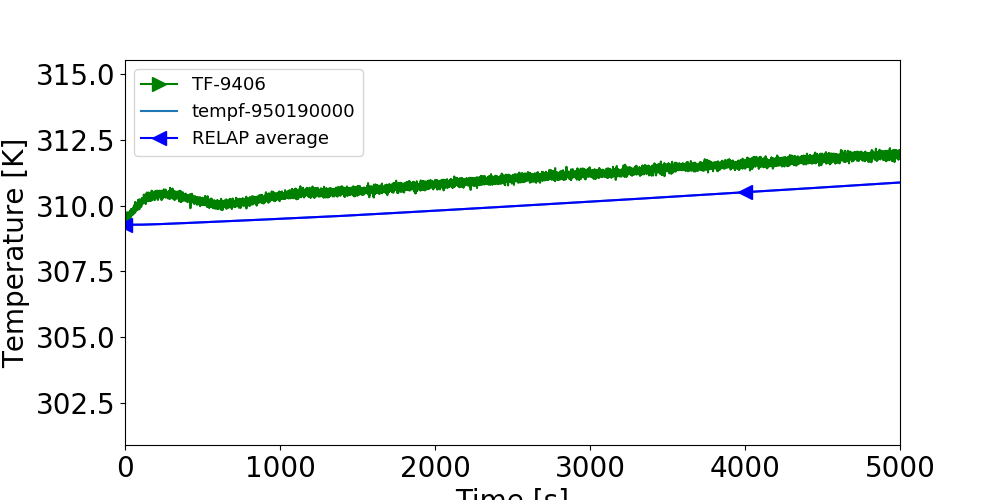 TF-9406
tempf-950190000
RELAP average
Temperature [K]
315.0
312.5
310.0
307.5
305.0
302.5
0 1000 2000 3000 4000 5000
Time [s]